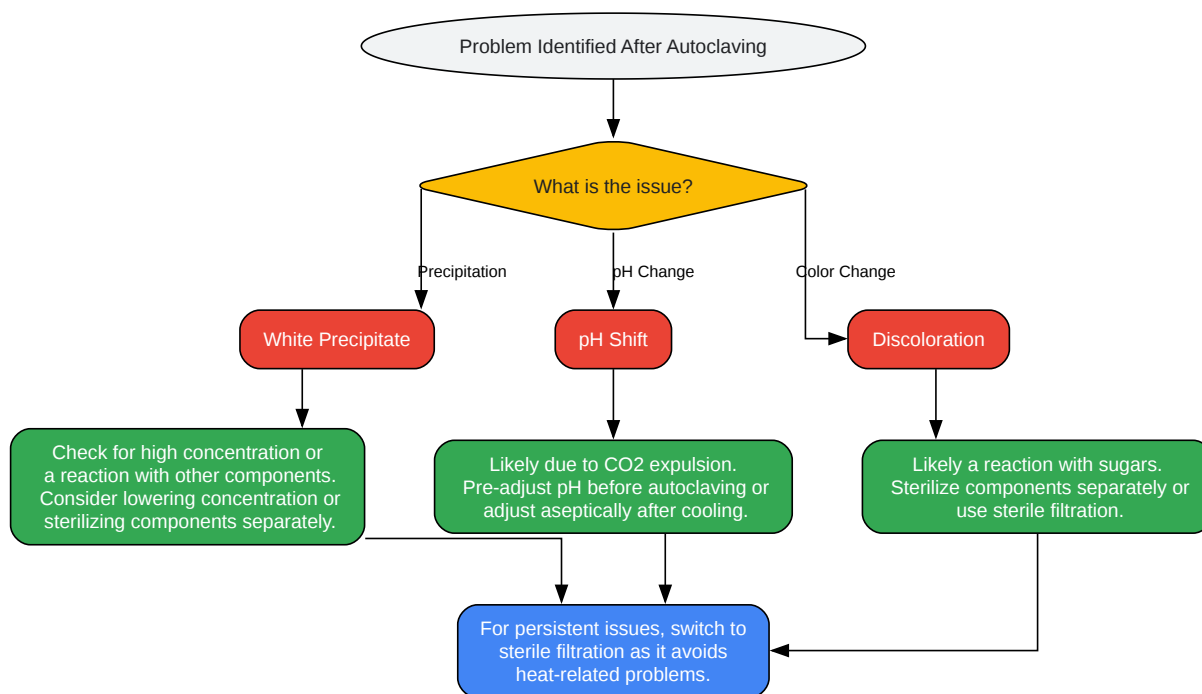 Problem Identified After Autoclaving
What is the issue?
Precipitation
pH Change
Color Change
White Precipitate
pH Shift
Discoloration
Check for high concentration or
a reaction with other components.
Consider lowering concentration or
sterilizing components separately.
Likely due to CO2 expulsion.
Pre-adjust pH before autoclaving or
adjust aseptically after cooling.
Likely a reaction with sugars.
Sterilize components separately or
use sterile filtration.
For persistent issues, switch to
sterile filtration as it avoids
heat-related problems.